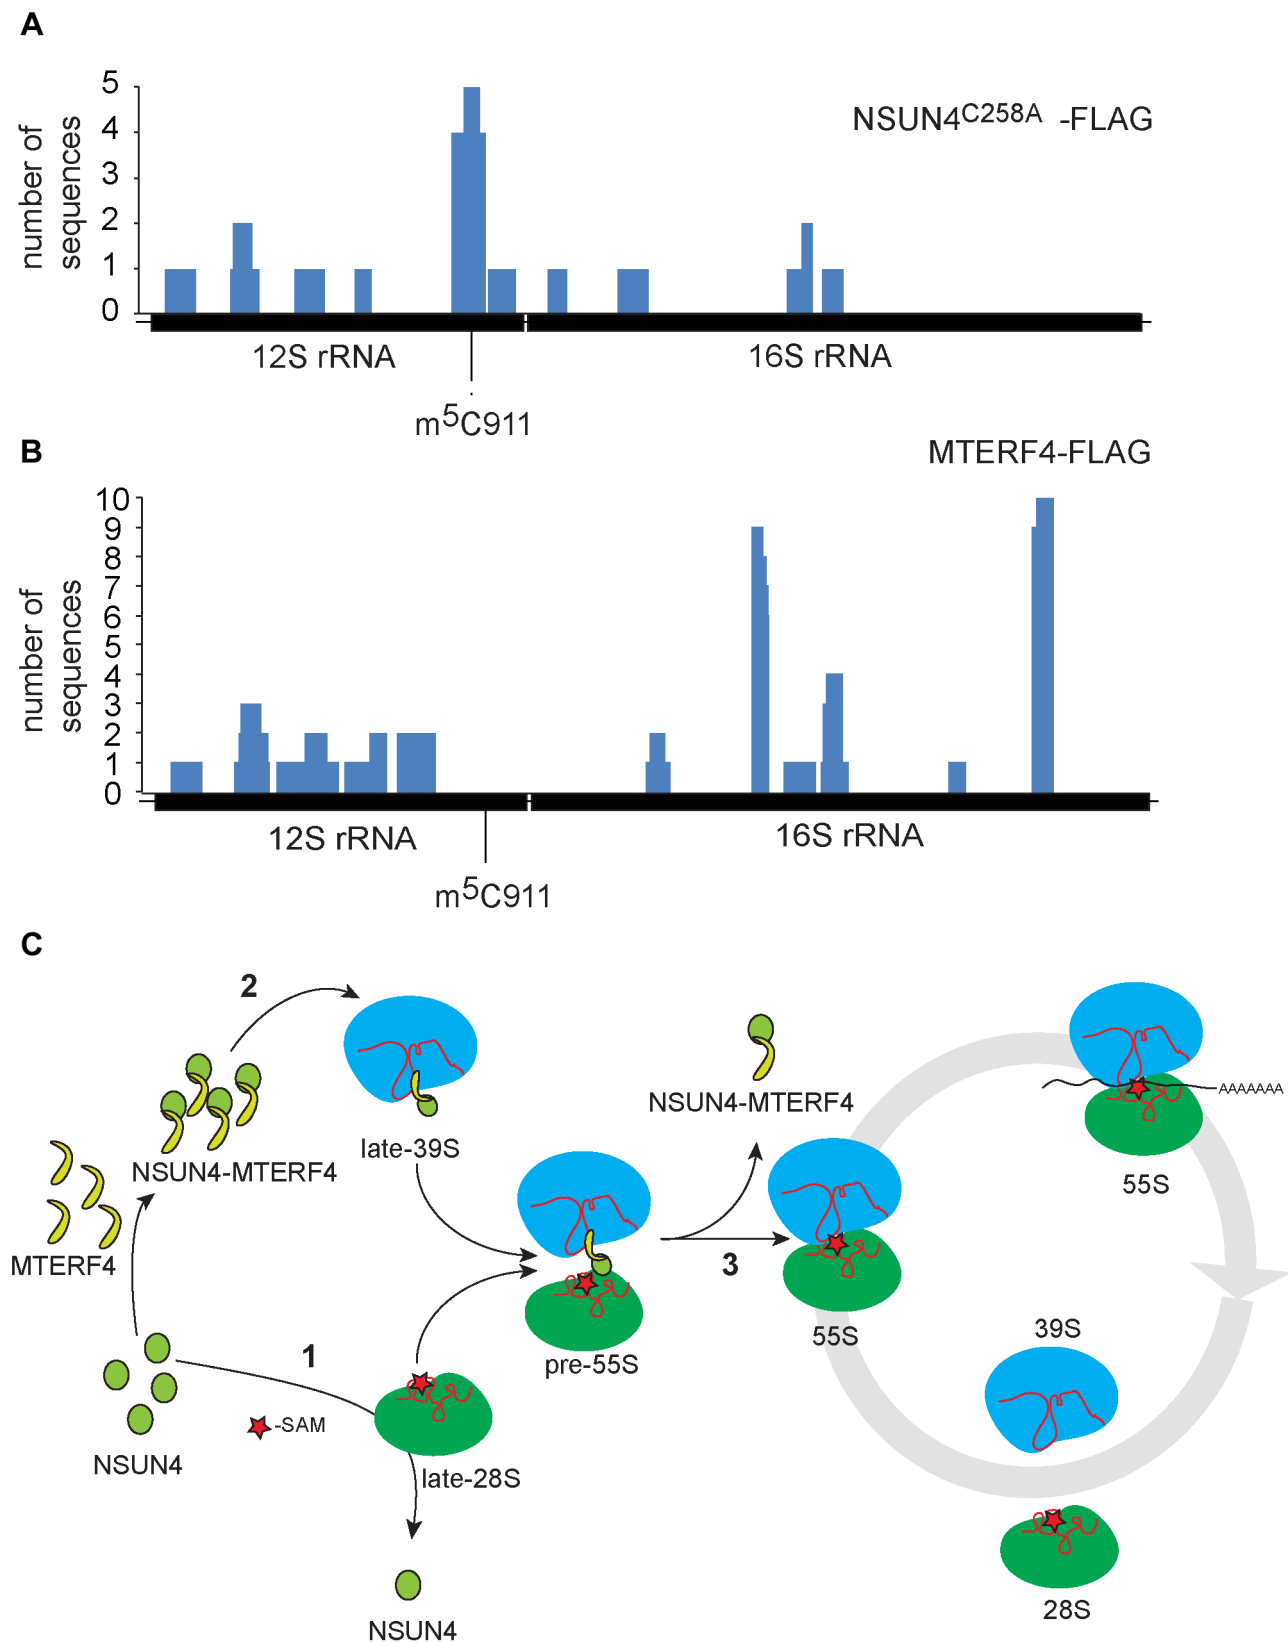 A
NSUN4C258A -FLAG
number of
sequences
5
4
3
2
1
0
12S rRNA
16S rRNA
m5C911
B
MTERF4-FLAG
number of
sequences
10
9
8
7
6
5
4
3
2
1
0
12S rRNA
16S rRNA
m5C911
C
2
NSUN4-MTERF4
late-39S
MTERF4
NSUN4-MTERF4
AAAAAAA
55S
3
55S
pre-55S
1
-SAM
NSUN4
late-28S
NSUN4
39S
28S